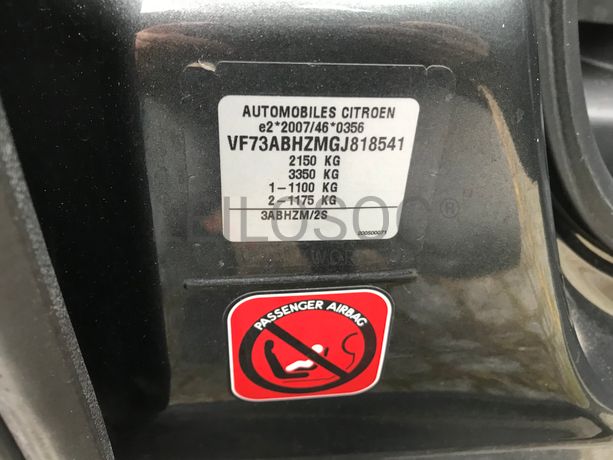 AUTOMOBILES CITROEN
e2*2007/46*0356
VF73ABHZMGJ818541
2150 KG
3350 KG
1-1100 KG
2-1175 KG
3ABHZM/2S
PASSENGER AIRBAG